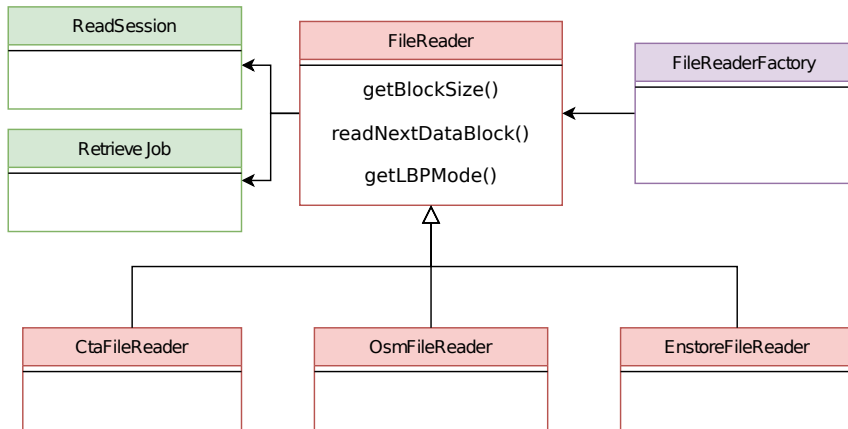 ReadSession
FileReader
FileReaderFactory
getBlockSize()
readNextDataBlock()
getLBPMode()
Retrieve Job
CtaFileReader
OsmFileReader
EnstoreFileReader